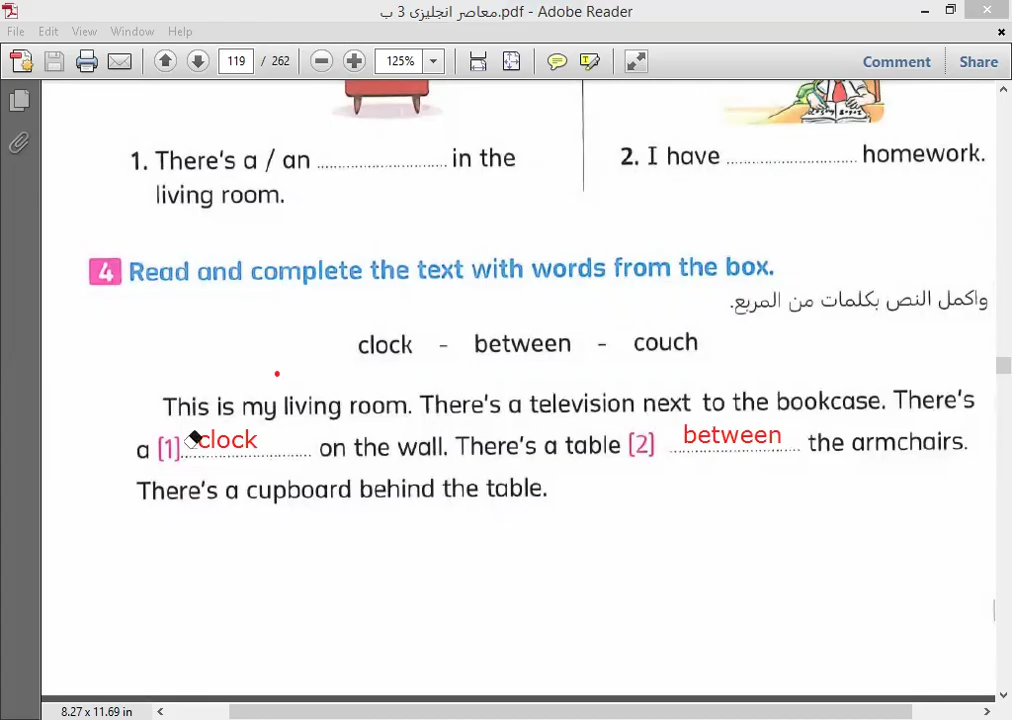 معاصر انجليزى 3 ب.pdf - Adobe Reader
File Edit View Window Help
119 / 262 125% Comment Share
1. There's a / an ............................... in the
living room.
2. I have ............................... homework.
4 Read and complete the text with words from the box.
واكمل النص بكلمات من المربع.
clock - between - couch
This is my living room. There's a television next to the bookcase. There's
a [1] clock on the wall. There's a table [2] between the armchairs.
There's a cupboard behind the table.
8.27 x 11.69 in